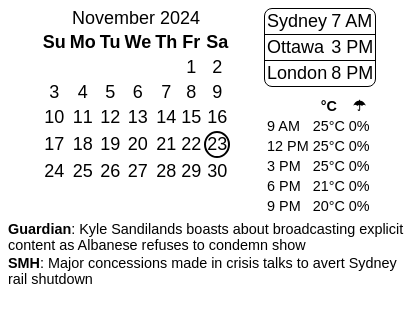 November 2024
Su Mo Tu We Th Fr Sa
1 2
3 4 5 6 7 8 9
10 11 12 13 14 15 16
17 18 19 20 21 22 23
24 25 26 27 28 29 30
Sydney 7 AM
Ottawa 3 PM
London 8 PM
°C ☂
9 AM 25°C 0%
12 PM 25°C 0%
3 PM 25°C 0%
6 PM 21°C 0%
9 PM 20°C 0%
Guardian: Kyle Sandilands boasts about broadcasting explicit
content as Albanese refuses to condemn show
SMH: Major concessions made in crisis talks to avert Sydney
rail shutdown